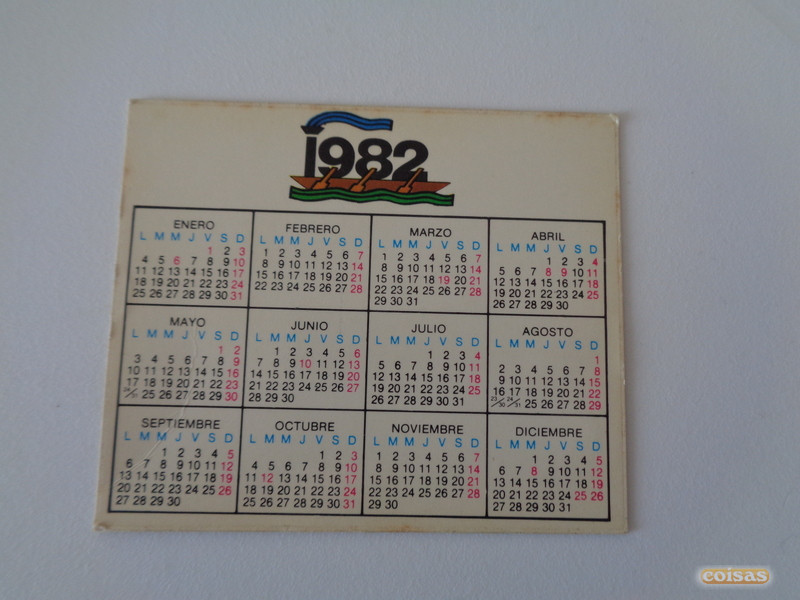 1982
ENERO
L M M J V S D
1 2 3
4 5 6 7 8 9 10
11 12 13 14 15 16 17
18 19 20 21 22 23 24
25 26 27 28 29 30 31
FEBRERO
L M M J V S D
1 2 3 4 5 6 7
8 9 10 11 12 13 14
15 16 17 18 19 20 21
22 23 24 25 26 27 28
MARZO
L M M J V S D
1 2 3 4 5 6 7
8 9 10 11 12 13 14
15 16 17 18 19 20 21
22 23 24 25 26 27 28
29 30 31
ABRIL
L M M J V S D
1 2 3 4
5 6 7 8 9 10 11
12 13 14 15 16 17 18
19 20 21 22 23 24 25
26 27 28 29 30
MAYO
L M M J V S D
1 2
3 4 5 6 7 8 9
10 11 12 13 14 15 16
17 18 19 20 21 22 23
24/31 25 26 27 28 29 30
JUNIO
L M M J V S D
1 2 3 4 5 6
7 8 9 10 11 12 13
14 15 16 17 18 19 20
21 22 23 24 25 26 27
28 29 30
JULIO
L M M J V S D
1 2 3 4
5 6 7 8 9 10 11
12 13 14 15 16 17 18
19 20 21 22 23 24 25
26 27 28 29 30 31
AGOSTO
L M M J V S D
1
2 3 4 5 6 7 8
9 10 11 12 13 14 15
16 17 18 19 20 21 22
23/30 24/31 25 26 27 28 29
SEPTIEMBRE
L M M J V S D
1 2 3 4 5
6 7 8 9 10 11 12
13 14 15 16 17 18 19
20 21 22 23 24 25 26
27 28 29 30
OCTUBRE
L M M J V S D
1 2 3
4 5 6 7 8 9 10
11 12 13 14 15 16 17
18 19 20 21 22 23 24
25 26 27 28 29 30 31
NOVIEMBRE
L M M J V S D
1 2 3 4 5 6 7
8 9 10 11 12 13 14
15 16 17 18 19 20 21
22 23 24 25 26 27 28
29 30
DICIEMBRE
L M M J V S D
1 2 3 4 5
6 7 8 9 10 11 12
13 14 15 16 17 18 19
20 21 22 23 24 25 26
27 28 29 30 31
coisas